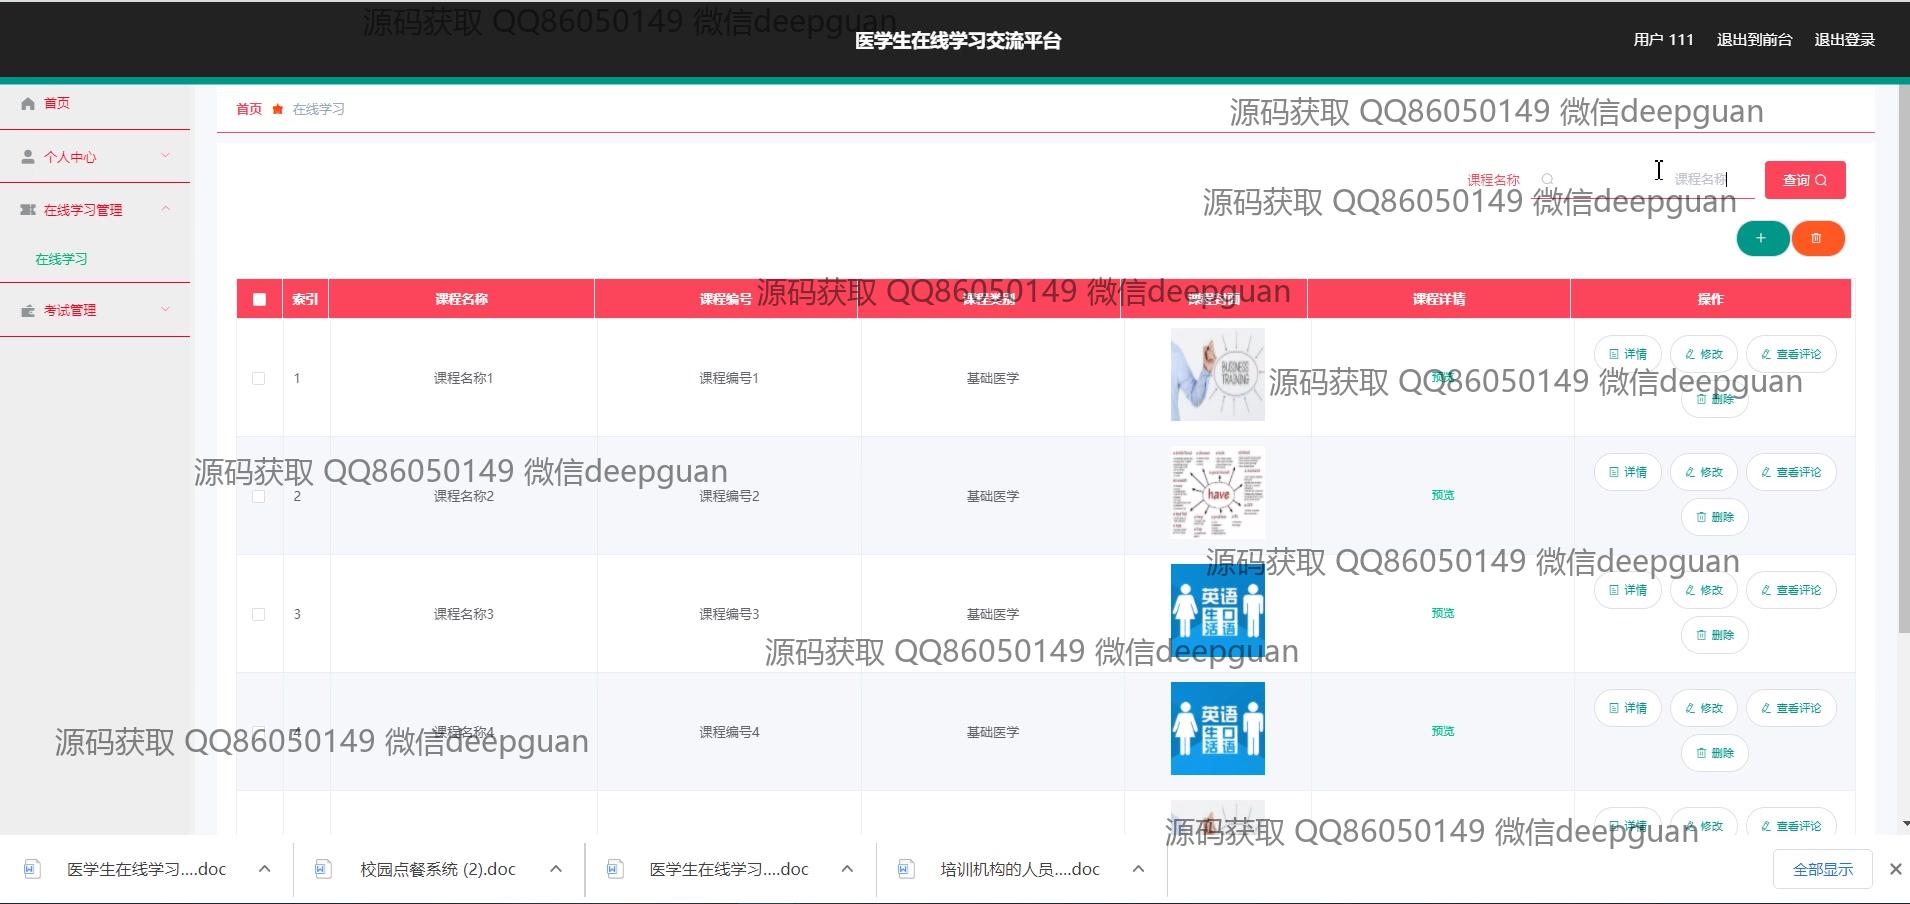 源码获取 QQ86050149 微信deepguan
医学生在线学习交流平台
用户 111 退出到前台 退出登录
首页
个人中心
在线学习管理
在线学习
考试管理
首页 在线学习
源码获取 QQ86050149 微信deepguan
课程名称 课程名称 查询
源码获取 QQ86050149 微信deepguan
索引 课程名称 课程编号 课程类别 课程封面 课程详情 操作
源码获取 QQ86050149 微信deepguan
1 课程名称1 课程编号1 基础医学 BUSINESS TRAINING 预览 详情 修改 查看评论
删除
源码获取 QQ86050149 微信deepguan
2 课程名称2 课程编号2 基础医学 have 预览 详情 修改 查看评论
删除
源码获取 QQ86050149 微信deepguan
源码获取 QQ86050149 微信deepguan
3 课程名称3 课程编号3 基础医学 英语生口活语 预览 详情 修改 查看评论
删除
源码获取 QQ86050149 微信deepguan
4 课程名称4 课程编号4 基础医学 英语生口活语 预览 详情 修改 查看评论
删除
源码获取 QQ86050149 微信deepguan
详情 修改 查看评论
源码获取 QQ86050149 微信deepguan
医学生在线学习....doc 校园点餐系统 (2).doc 医学生在线学习....doc 培训机构的人员....doc 全部显示